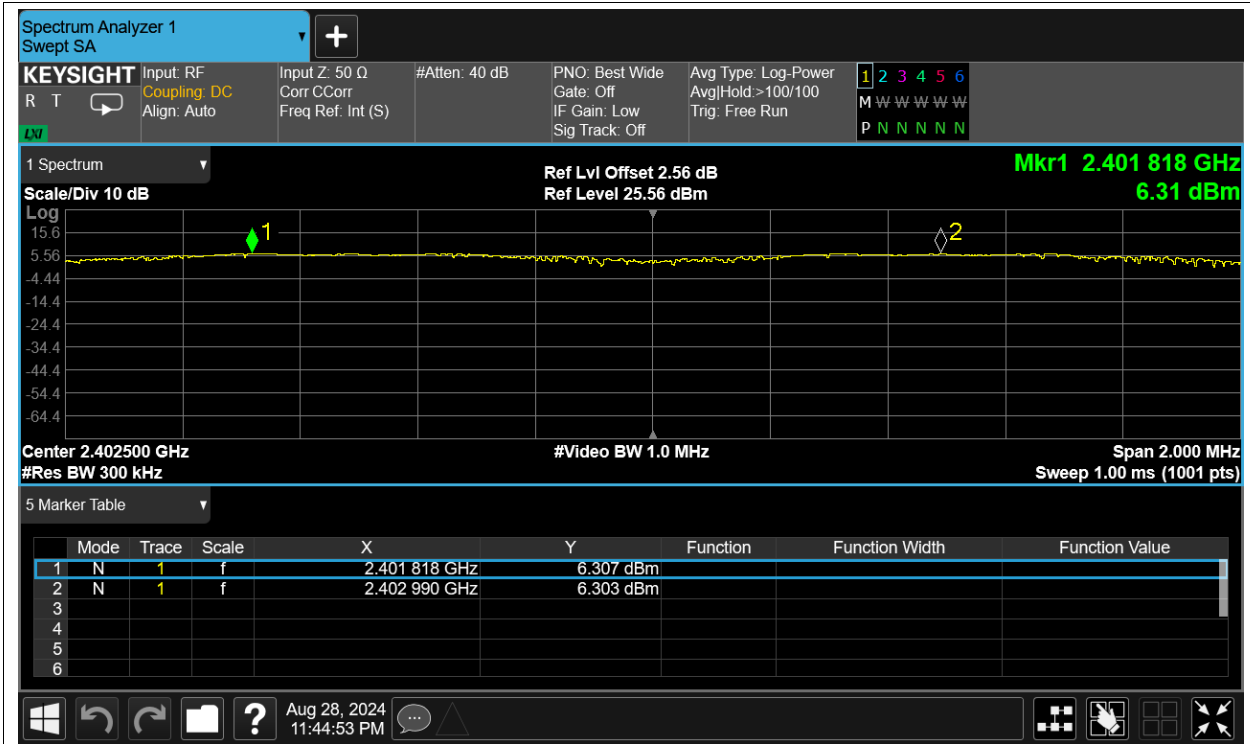 Spectrum Analyzer 1
Swept SA
KEYSIGHT
R T
LXI
Input: RF
Coupling: DC
Align: Auto
Input Z: 50 Ω
Corr CCorr
Freq Ref: Int (S)
#Atten: 40 dB
PNO: Best Wide
Gate: Off
IF Gain: Low
Sig Track: Off
Avg Type: Log-Power
Avg|Hold:>100/100
Trig: Free Run
1 2 3 4 5 6
M W W W W W
P N N N N N
1 Spectrum
Scale/Div 10 dB
Ref Lvl Offset 2.56 dB
Ref Level 25.56 dBm
Mkr1 2.401 818 GHz
6.31 dBm
Log
15.6
5.56
-4.44
-14.4
-24.4
-34.4
-44.4
-54.4
-64.4
1
2
Center 2.402500 GHz
#Video BW 1.0 MHz
Span 2.000 MHz
#Res BW 300 kHz
Sweep 1.00 ms (1001 pts)
5 Marker Table
Mode Trace Scale X Y Function Function Width Function Value
1 N 1 f 2.401 818 GHz 6.307 dBm
2 N 1 f 2.402 990 GHz 6.303 dBm
3
4
5
6
?
Aug 28, 2024
11:44:53 PM